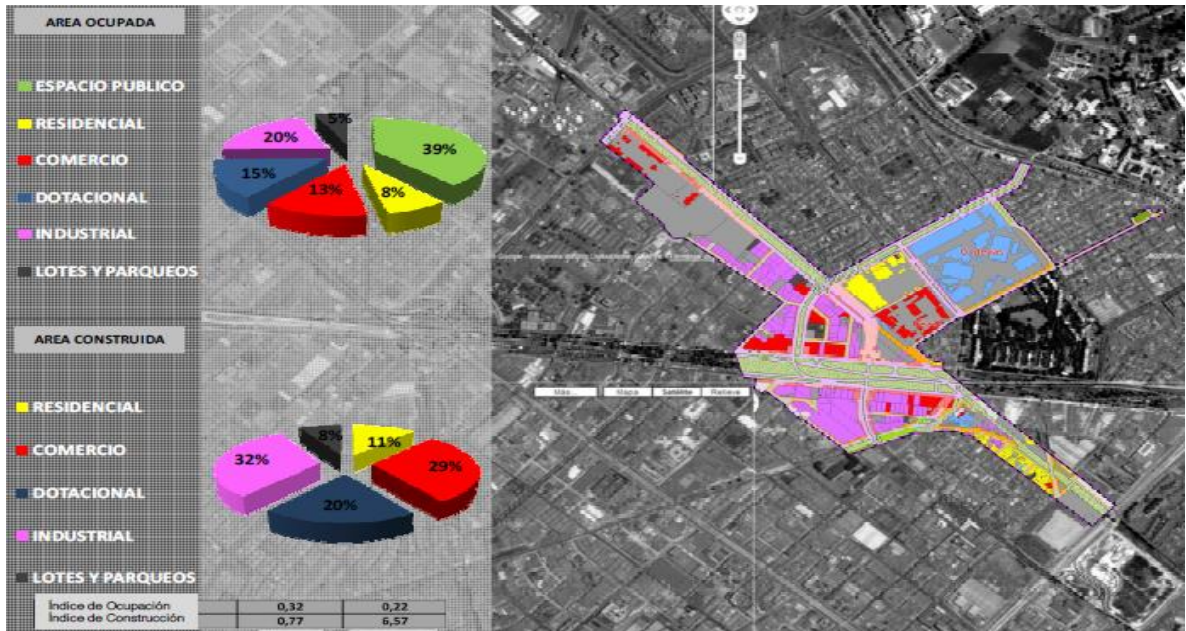 AREA OCUPADA
ESPACIO PUBLICO
RESIDENCIAL
COMERCIO
DOTACIONAL
INDUSTRIAL
LOTES Y PARQUEOS
5%
20%
39%
15%
13%
8%
AREA CONSTRUIDA
RESIDENCIAL
COMERCIO
DOTACIONAL
INDUSTRIAL
LOTES Y PARQUEOS
8%
11%
32%
29%
20%
Índice de Ocupación 0,32 0,22
Índice de Construcción 0,77 6,57
Más... Mapa Satélite Relieve